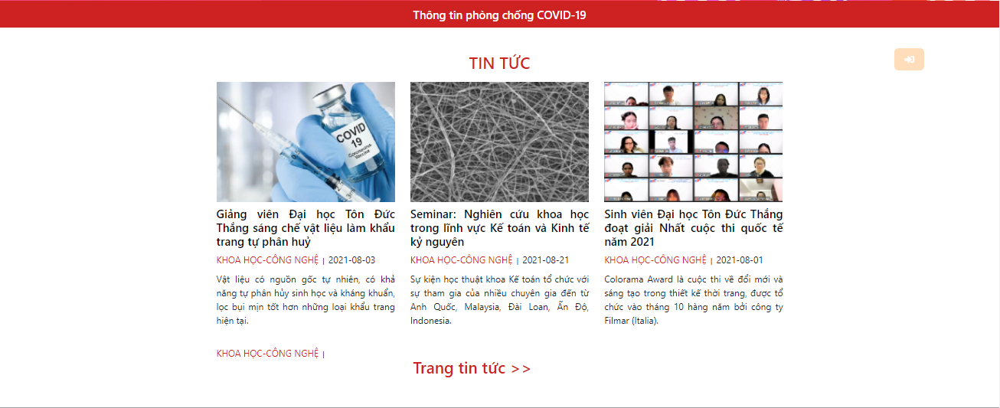 Thông tin phòng chống COVID-19
TIN TỨC
COVID
19
Coronavirus
Vaccine
Giảng viên Đại học Tôn Đức
Thắng sáng chế vật liệu làm khẩu
trang tự phân huỷ
KHOA HỌC-CÔNG NGHỆ | 2021-08-03
Vật liệu có nguồn gốc tự nhiên, có khả
năng tự phân hủy sinh học và kháng khuẩn,
lọc bụi mịn tốt hơn những loại khẩu trang
hiện tại.
Seminar: Nghiên cứu khoa học
trong lĩnh vực Kế toán và Kinh tế
kỷ nguyên
KHOA HỌC-CÔNG NGHỆ | 2021-08-21
Sự kiện học thuật khoa Kế toán tổ chức với
sự tham gia của nhiều chuyên gia đến từ
Anh Quốc, Malaysia, Đài Loan, Ấn Độ,
Indonesia.
Sinh viên Đại học Tôn Đức Thắng
đoạt giải Nhất cuộc thi quốc tế
năm 2021
KHOA HỌC-CÔNG NGHỆ | 2021-08-01
Colorama Award là cuộc thi về đổi mới và
sáng tạo trong thiết kế thời trang, được tổ
chức vào tháng 10 hàng năm bởi công ty
Filmar (Italia).
KHOA HỌC-CÔNG NGHỆ |
Trang tin tức >>